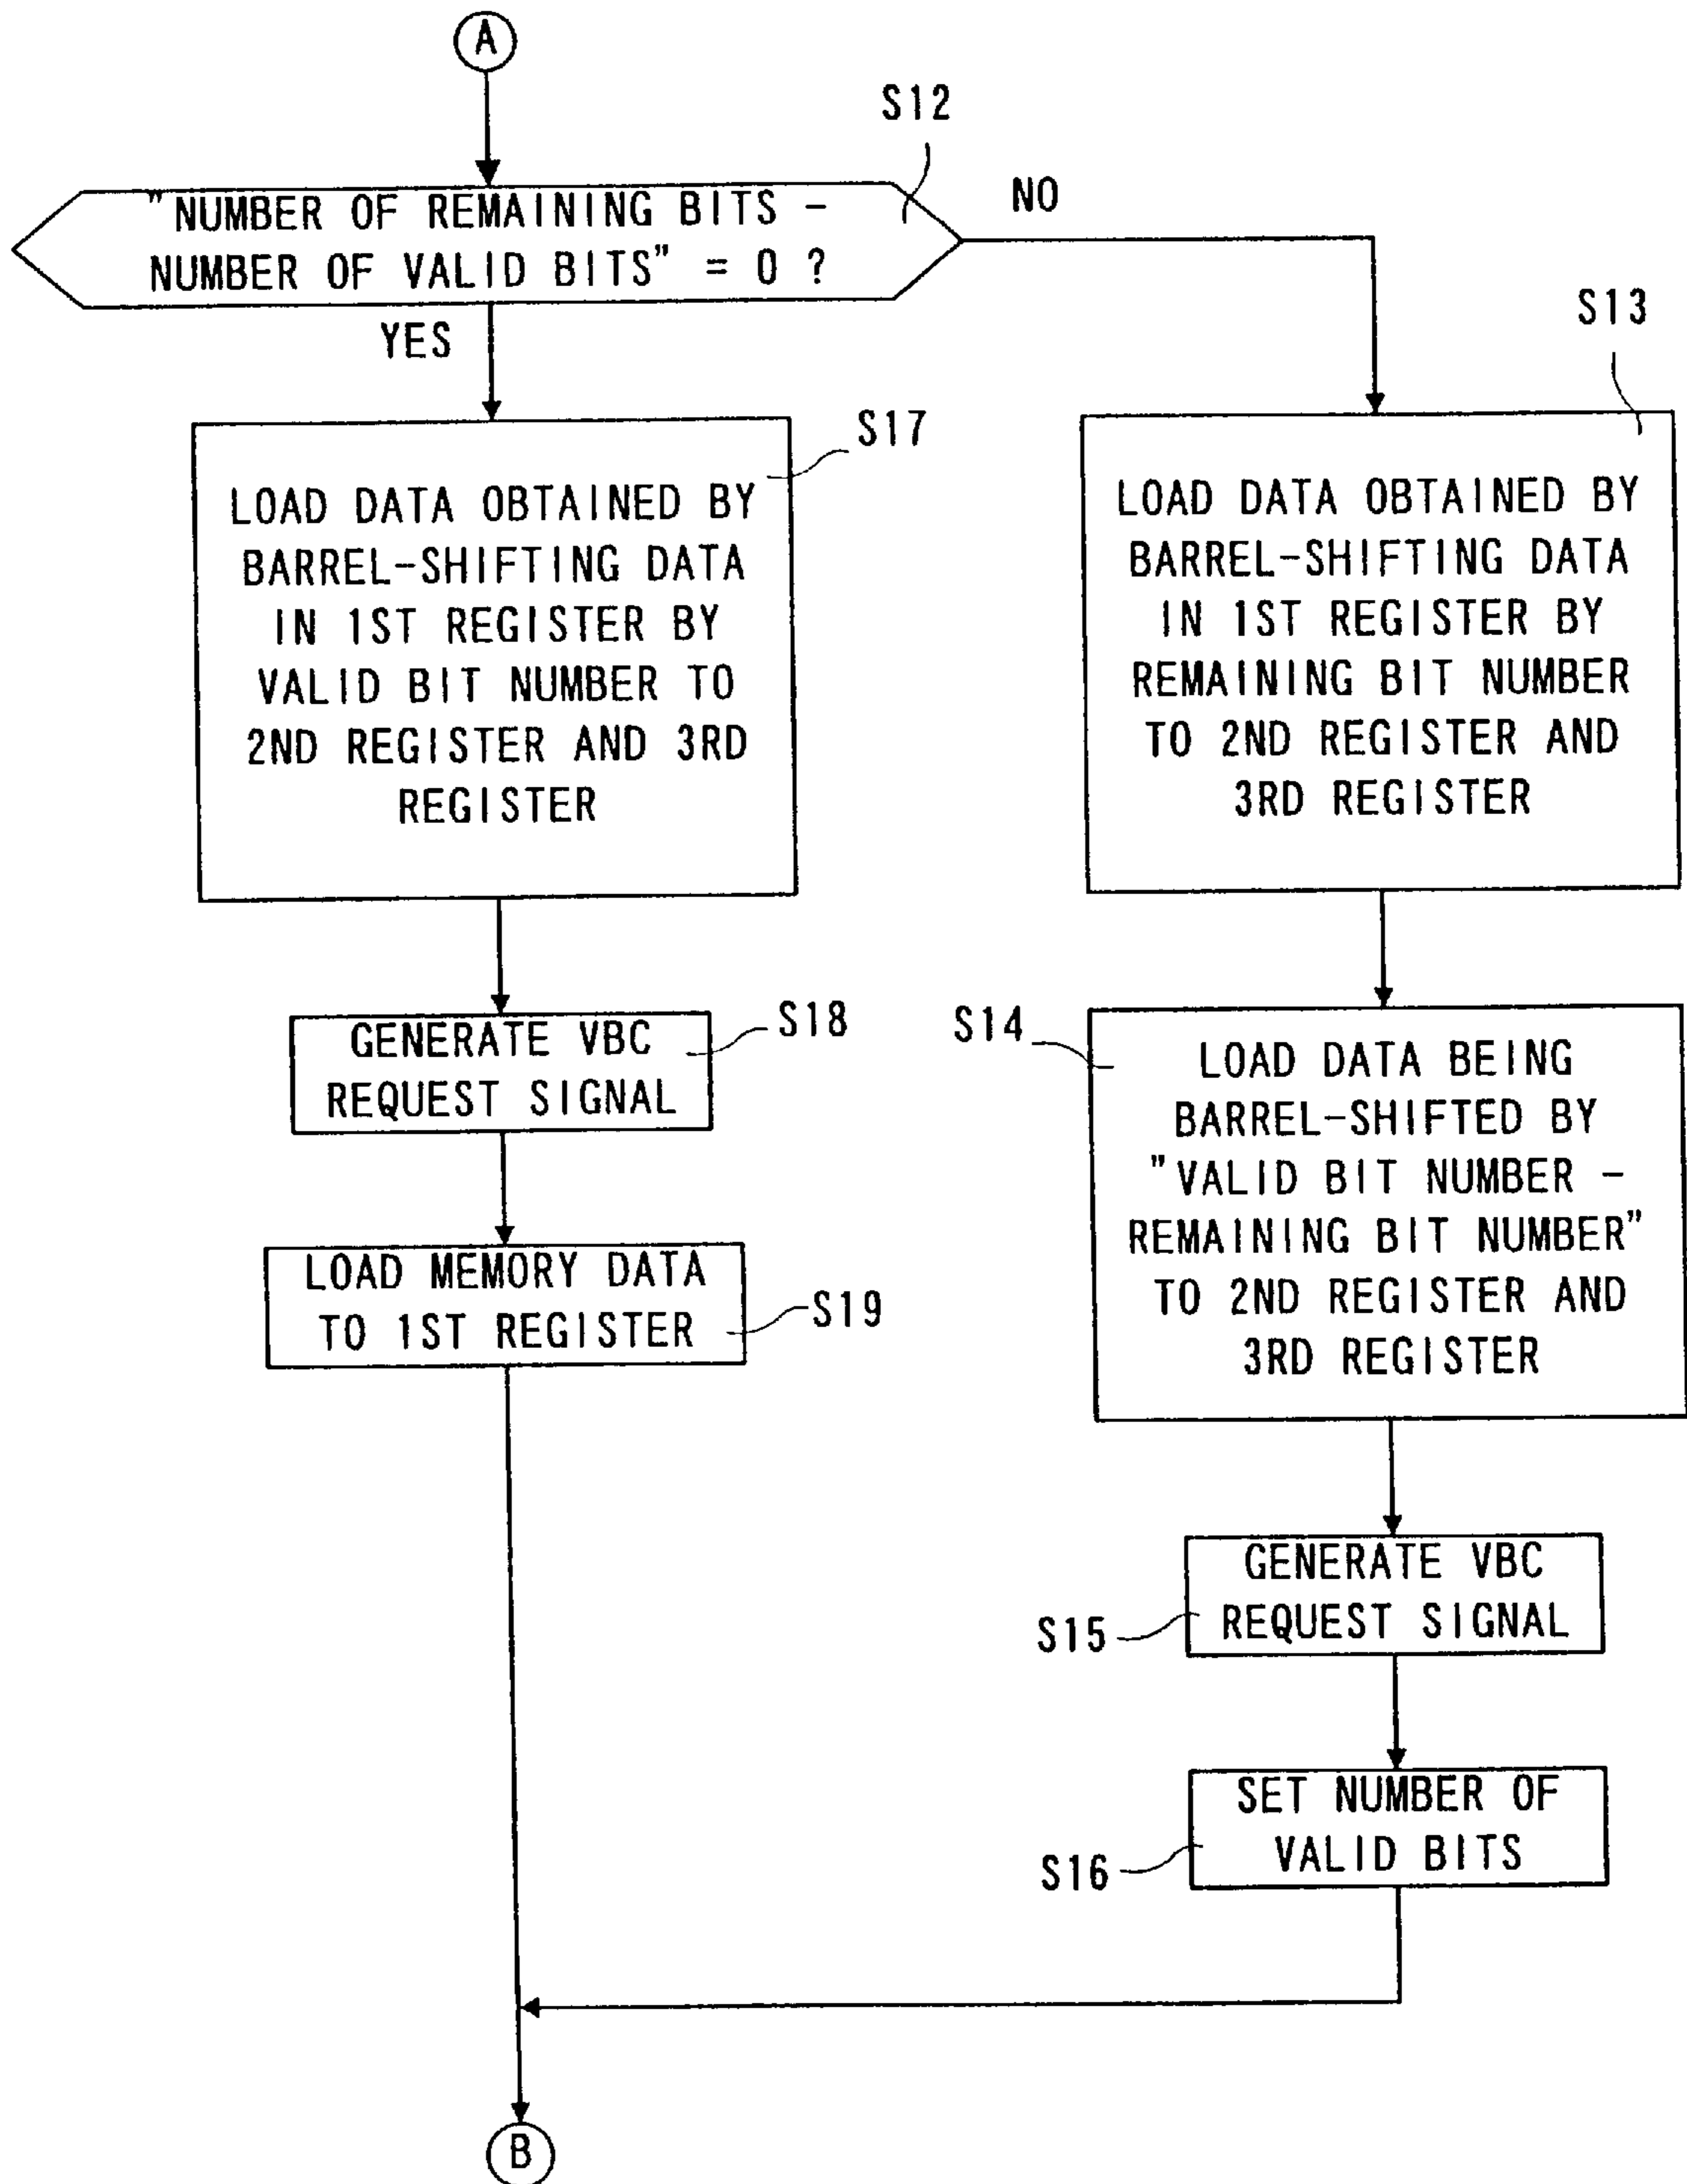 A
S12
"NUMBER OF REMAINING BITS -
NUMBER OF VALID BITS" = 0 ?
NO
YES
S17
LOAD DATA OBTAINED BY
BARREL-SHIFTING DATA
IN 1ST REGISTER BY
VALID BIT NUMBER TO
2ND REGISTER AND 3RD
REGISTER
S13
LOAD DATA OBTAINED BY
BARREL-SHIFTING DATA
IN 1ST REGISTER BY
REMAINING BIT NUMBER
TO 2ND REGISTER AND
3RD REGISTER
S18
GENERATE VBC
REQUEST SIGNAL
S14
LOAD DATA BEING
BARREL-SHIFTED BY
"VALID BIT NUMBER -
REMAINING BIT NUMBER"
TO 2ND REGISTER AND
3RD REGISTER
LOAD MEMORY DATA
TO 1ST REGISTER
S19
GENERATE VBC
REQUEST SIGNAL
S15
SET NUMBER OF
VALID BITS
S16
B